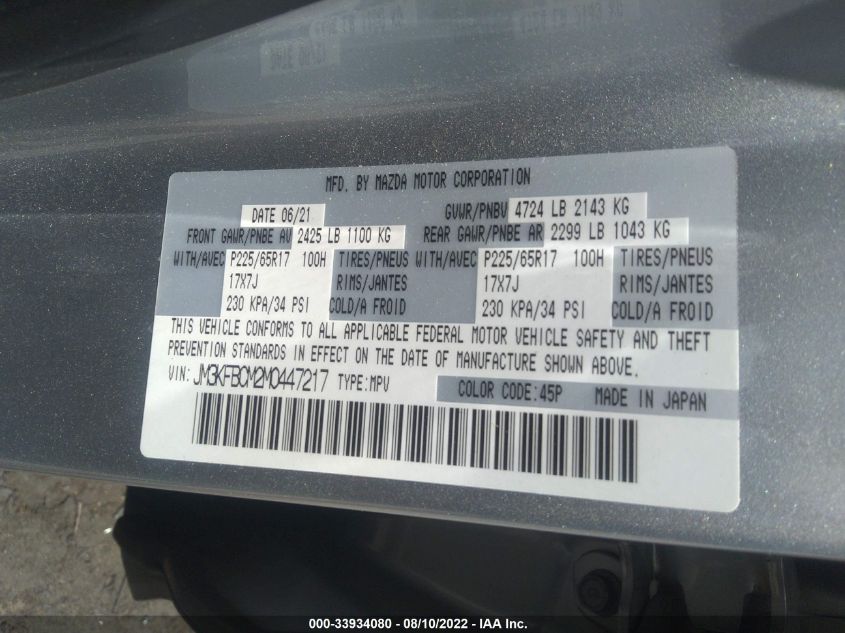 MFD. BY MAZDA MOTOR CORPORATION
DATE 06/21 GVWR/PNBV 4724 LB 2143 KG
FRONT GAWR/PNBE AV 2425 LB 1100 KG REAR GAWR/PNBE AR 2299 LB 1043 KG
WITH/AVEC P225/65R17 100H TIRES/PNEUS WITH/AVEC P225/65R17 100H TIRES/PNEUS
17X7J RIMS/JANTES 17X7J RIMS/JANTES
230 KPA/34 PSI COLD/A FROID 230 KPA/34 PSI COLD/A FROID
THIS VEHICLE CONFORMS TO ALL APPLICABLE FEDERAL MOTOR VEHICLE SAFETY AND THEFT
PREVENTION STANDARDS IN EFFECT ON THE DATE OF MANUFACTURE SHOWN ABOVE.
VIN: JM3KFBCM2M0447217 TYPE:MPV COLOR CODE:45P MADE IN JAPAN
000-33934080 - 08/10/2022 - IAA Inc.